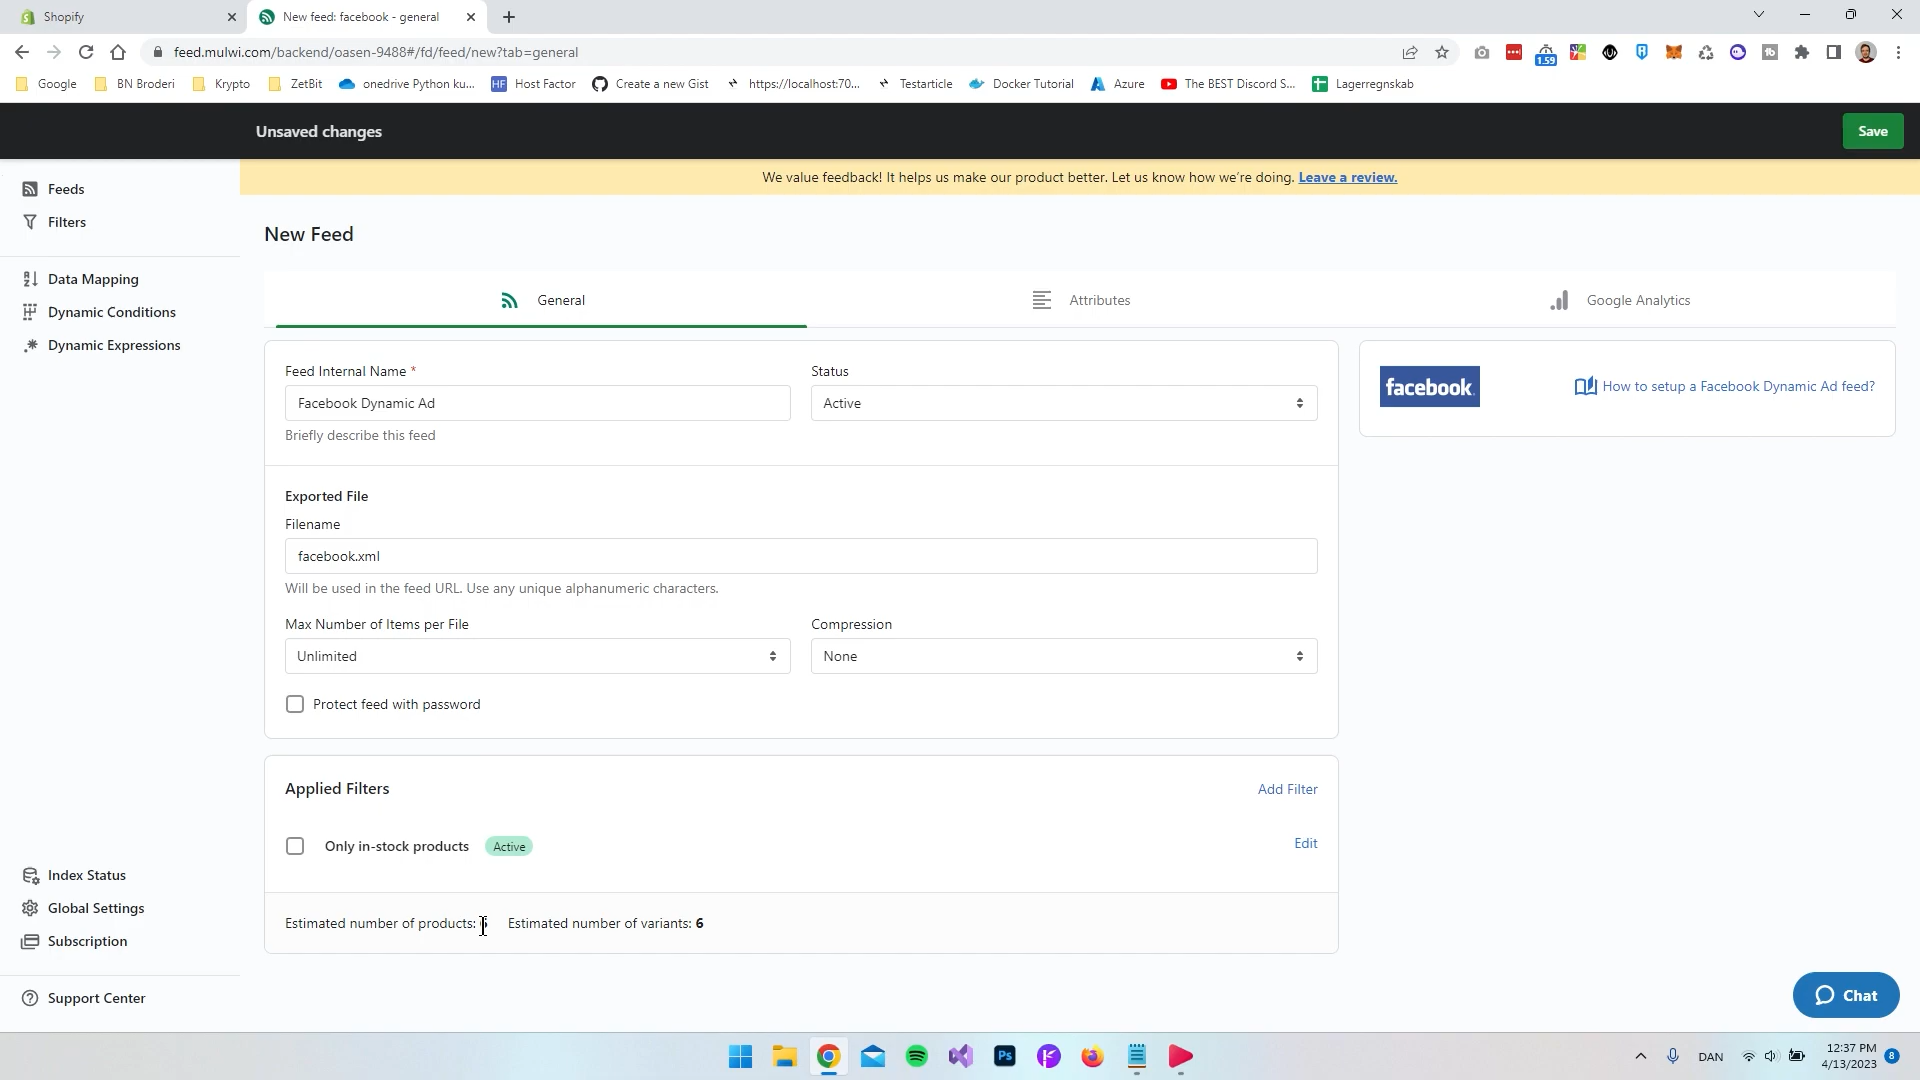 Shopify
New feed: facebook - general
feed.mulwi.com/backend/oasen-9488#/fd/feed/new?tab=general
1.59
Google
BN Broderi
Krypto
ZetBit
onedrive Python ku...
HF Host Factor
Create a new Gist
https://localhost:70...
Testarticle
Docker Tutorial
Azure
The BEST Discord S...
Lagerregnskab
Unsaved changes
Save
We value feedback! It helps us make our product better. Let us know how we're doing. Leave a review.
Feeds
Filters
Data Mapping
Dynamic Conditions
Dynamic Expressions
Index Status
Global Settings
Subscription
Support Center
New Feed
General
Attributes
Google Analytics
Feed Internal Name *
Facebook Dynamic Ad
Briefly describe this feed
Status
Active
facebook.
How to setup a Facebook Dynamic Ad feed?
Exported File
Filename
facebook.xml
Will be used in the feed URL. Use any unique alphanumeric characters.
Max Number of Items per File
Unlimited
Compression
None
Protect feed with password
Applied Filters
Add Filter
Only in-stock products
Active
Edit
Estimated number of products:
Estimated number of variants: 6
Chat
Ps
DAN
12:37 PM
4/13/2023
8